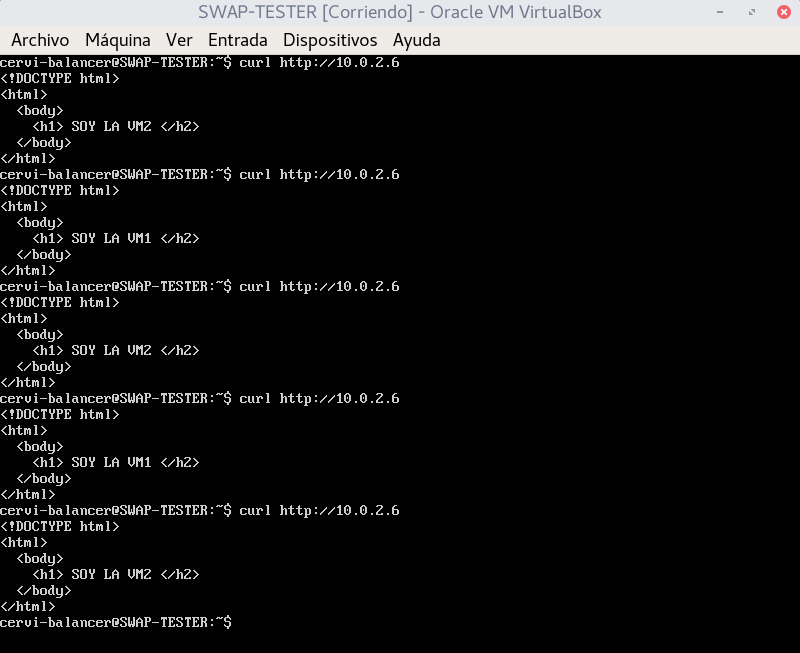 SWAP-TESTER [Corriendo] - Oracle VM VirtualBox
Archivo Máquina Ver Entrada Dispositivos Ayuda
cervi-balancer@SWAP-TESTER:~$ curl http://10.0.2.6
<!DOCTYPE html>
<html>
  <body>
    <h1> SOY LA VM2 </h2>
  </body>
</html>
cervi-balancer@SWAP-TESTER:~$ curl http://10.0.2.6
<!DOCTYPE html>
<html>
  <body>
    <h1> SOY LA VM1 </h2>
  </body>
</html>
cervi-balancer@SWAP-TESTER:~$ curl http://10.0.2.6
<!DOCTYPE html>
<html>
  <body>
    <h1> SOY LA VM2 </h2>
  </body>
</html>
cervi-balancer@SWAP-TESTER:~$ curl http://10.0.2.6
<!DOCTYPE html>
<html>
  <body>
    <h1> SOY LA VM1 </h2>
  </body>
</html>
cervi-balancer@SWAP-TESTER:~$ curl http://10.0.2.6
<!DOCTYPE html>
<html>
  <body>
    <h1> SOY LA VM2 </h2>
  </body>
</html>
cervi-balancer@SWAP-TESTER:~$